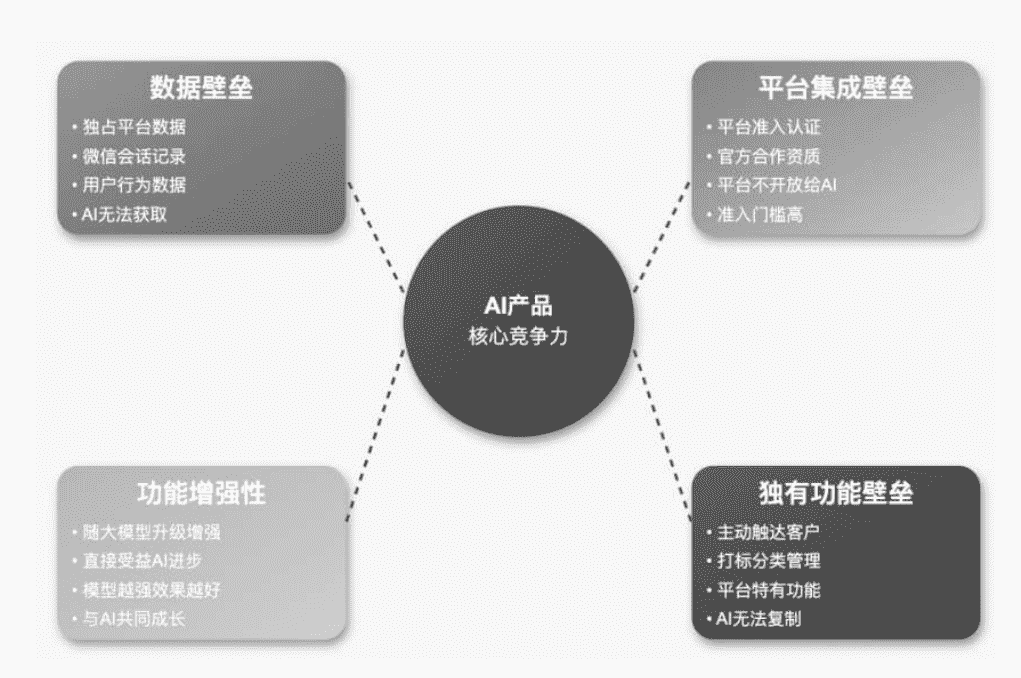 数据壁垒
• 独占平台数据
• 微信会话记录
• 用户行为数据
• AI无法获取
平台集成壁垒
• 平台准入认证
• 官方合作资质
• 平台不开放给AI
• 准入门槛高
AI产品
核心竞争力
功能增强性
• 随大模型升级增强
• 直接受益AI进步
• 模型越强效果越好
• 与AI共同成长
独有功能壁垒
• 主动触达客户
• 打标分类管理
• 平台特有功能
• AI无法复制